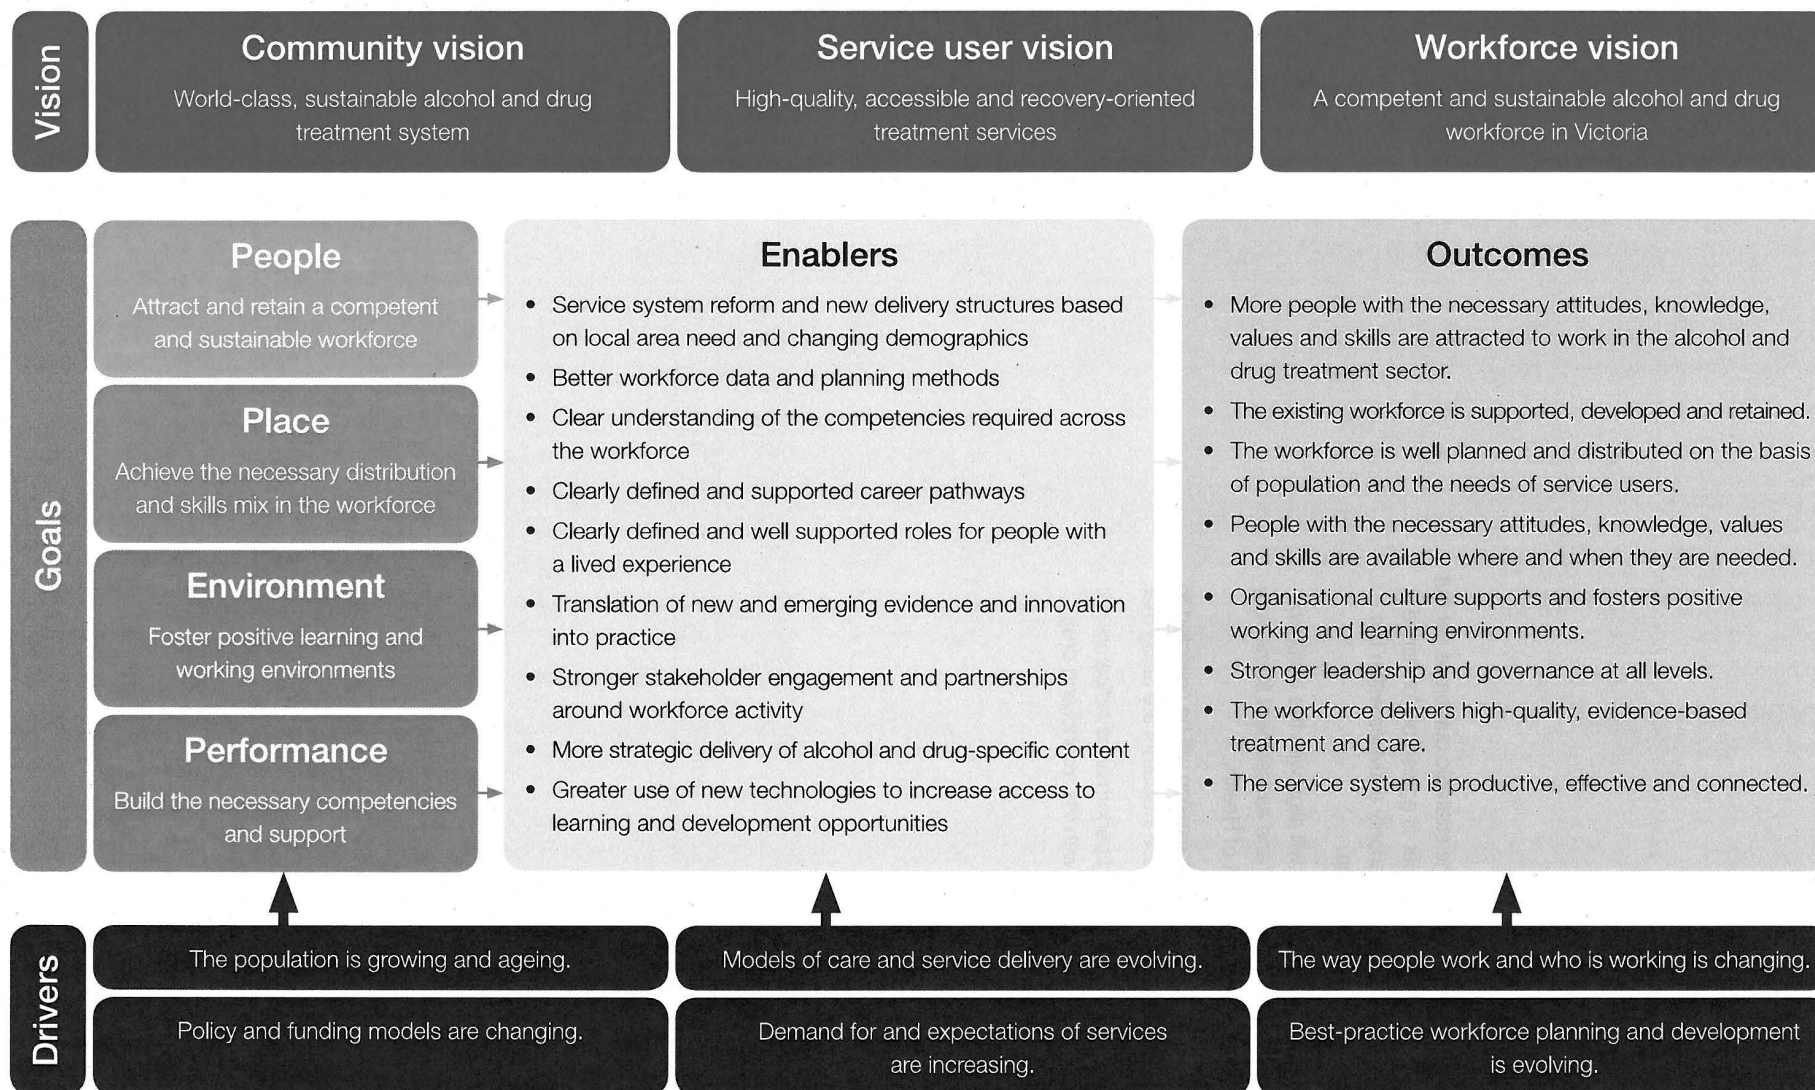 Vision
Community vision
World-class, sustainable alcohol and drug
treatment system
Service user vision
High-quality, accessible and recovery-oriented
treatment services
Workforce vision
A competent and sustainable alcohol and drug
workforce in Victoria
Goals
People
Attract and retain a competent
and sustainable workforce
Place
Achieve the necessary distribution
and skills mix in the workforce
Environment
Foster positive learning and
working environments
Performance
Build the necessary competencies
and support
Enablers
• Service system reform and new delivery structures based
on local area need and changing demographics
• Better workforce data and planning methods
• Clear understanding of the competencies required across
the workforce
• Clearly defined and supported career pathways
• Clearly defined and well supported roles for people with
a lived experience
• Translation of new and emerging evidence and innovation
into practice
• Stronger stakeholder engagement and partnerships
around workforce activity
• More strategic delivery of alcohol and drug-specific content
• Greater use of new technologies to increase access to
learning and development opportunities
Outcomes
• More people with the necessary attitudes, knowledge,
values and skills are attracted to work in the alcohol and
drug treatment sector.
• The existing workforce is supported, developed and retained.
• The workforce is well planned and distributed on the basis
of population and the needs of service users.
• People with the necessary attitudes, knowledge, values
and skills are available where and when they are needed.
• Organisational culture supports and fosters positive
working and learning environments.
• Stronger leadership and governance at all levels.
• The workforce delivers high-quality, evidence-based
treatment and care.
• The service system is productive, effective and connected.
Drivers
The population is growing and ageing.
Models of care and service delivery are evolving.
The way people work and who is working is changing.
Policy and funding models are changing.
Demand for and expectations of services
are increasing.
Best-practice workforce planning and development
is evolving.